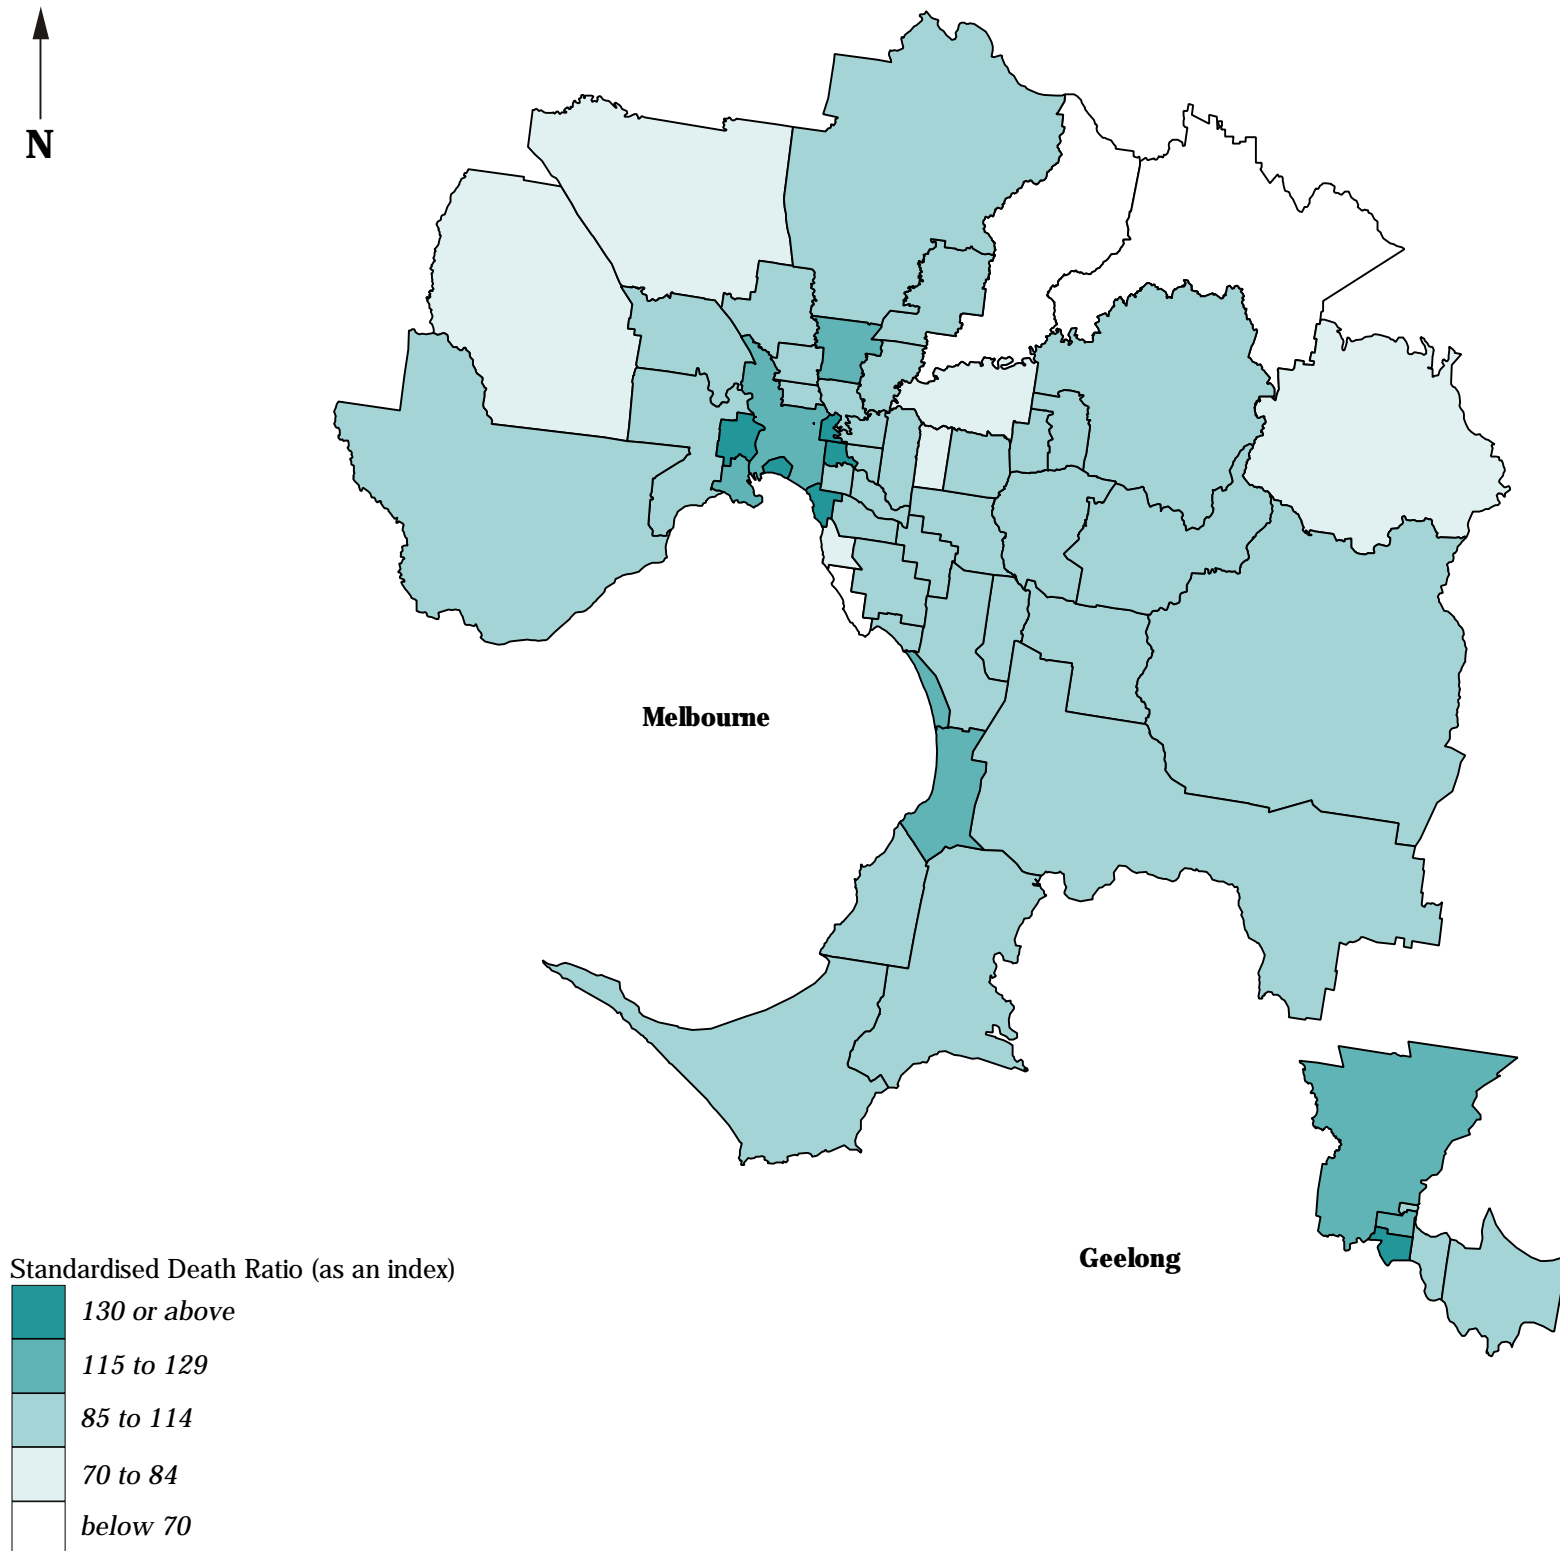 N
Melbourne
Geelong
Standardised Death Ratio (as an index)
130 or above
115 to 129
85 to 114
70 to 84
below 70